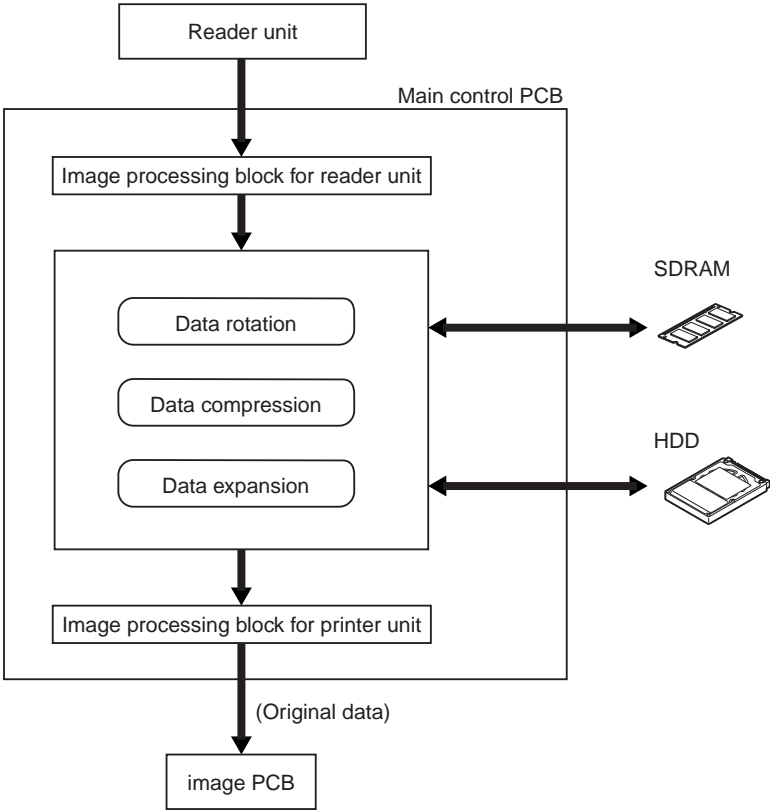 Reader unit
Main control PCB
Image processing block for reader unit
SDRAM
Data rotation
Data compression
HDD
Data expansion
Image processing block for printer unit
(Original data)
image PCB